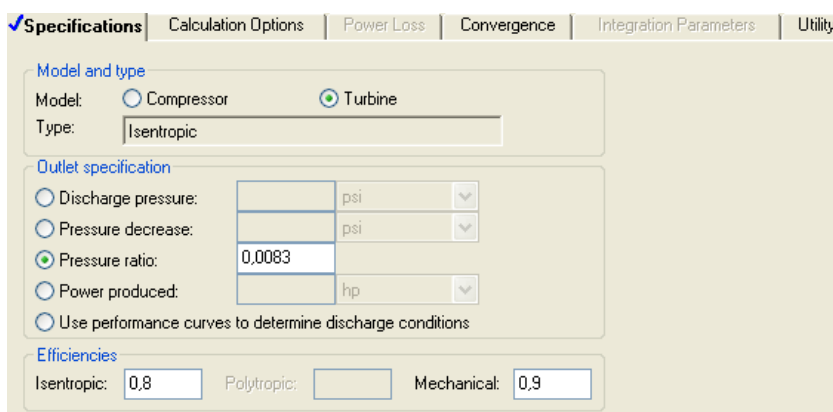 Specifications Calculation Options Power Loss Convergence Integration Parameters Utility
Model and type
Model: Compressor Turbine
Type: Isentropic
Outlet specification
Discharge pressure: psi
Pressure decrease: psi
Pressure ratio: 0,0083
Power produced: hp
Use performance curves to determine discharge conditions
Efficiencies
Isentropic: 0,8 Polytropic: Mechanical: 0,9